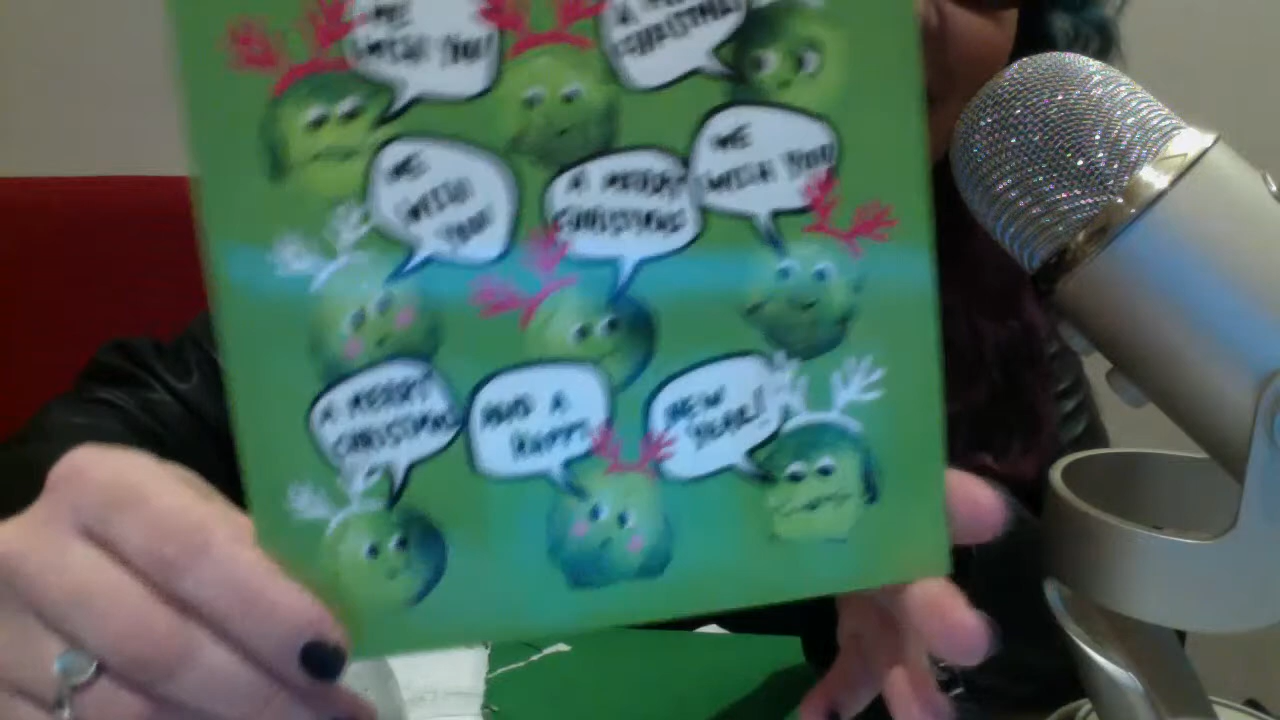 WE
WISH YOU!
A MERRY
CHRISTMAS
WE
WISH
YOU!
A MERRY
CHRISTMAS
WE
WISH YOU
A MERRY
CHRISTMAS
AND A
HAPPY
NEW
YEAR!